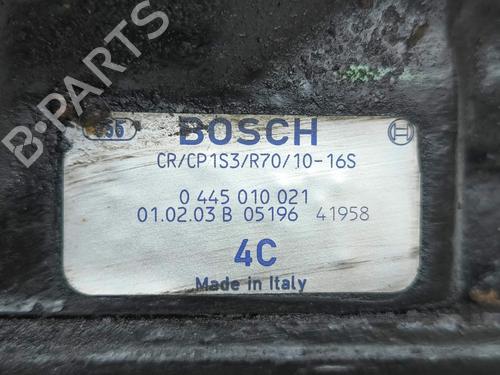 BOSCH
CR/CP1S3/R70/10-16S
0 445 010 021
01.02.03 B 05196 41958
4C
Made in Italy
B-Parts